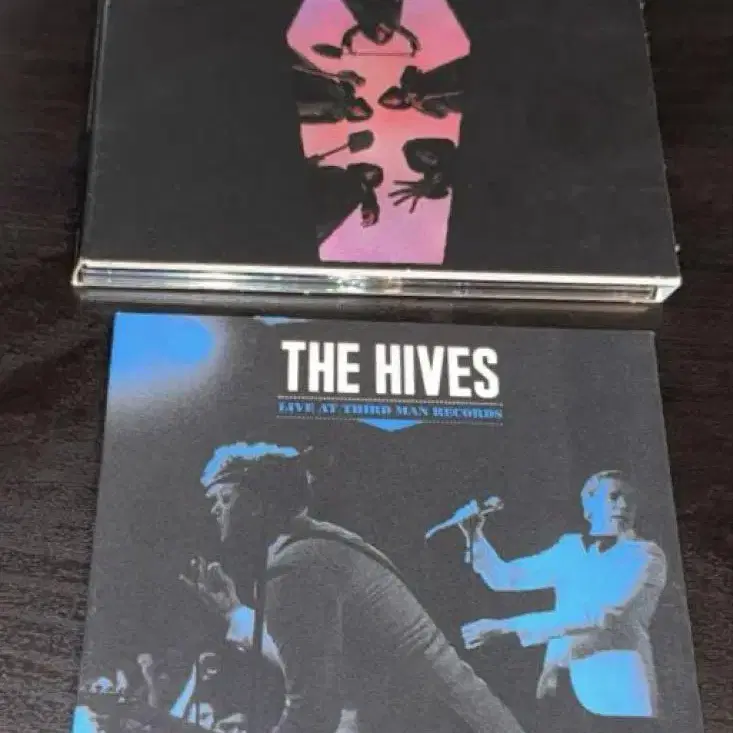 THE HIVES
LIVE AT THIRD MAN RECORDS